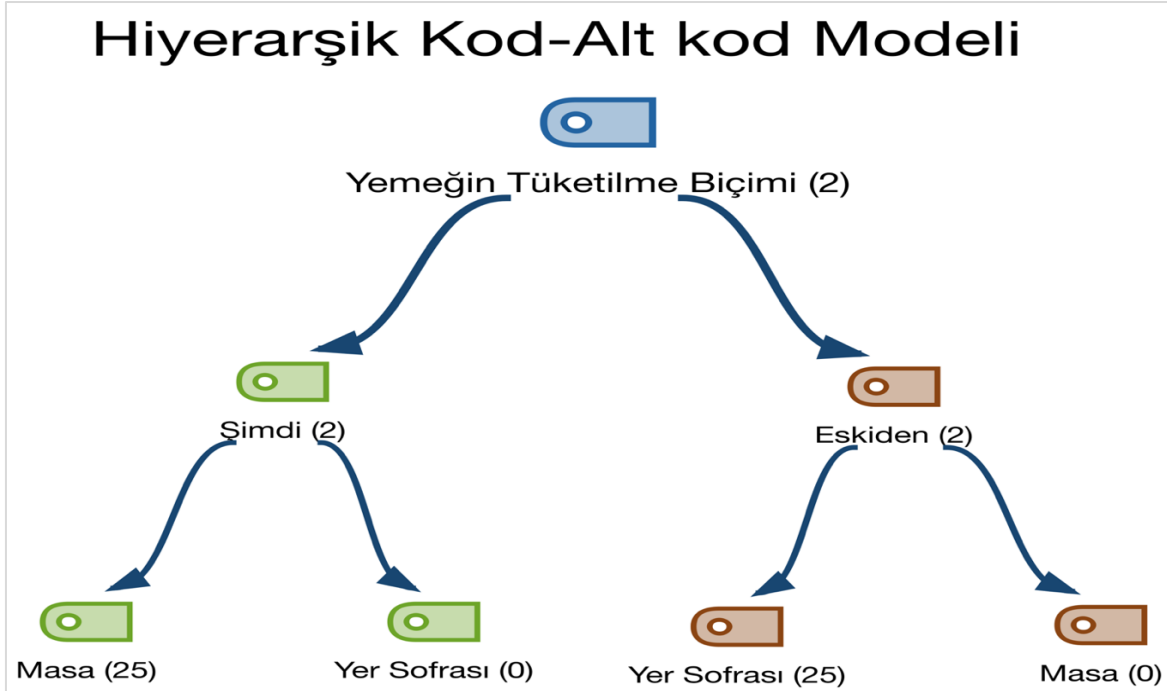 Hiyerarşik Kod-Alt kod Modeli
Yemeğin Tüketilme Biçimi (2)
Şimdi (2)
Eskiden (2)
Masa (25)
Yer Sofrası (0)
Yer Sofrası (25)
Masa (0)